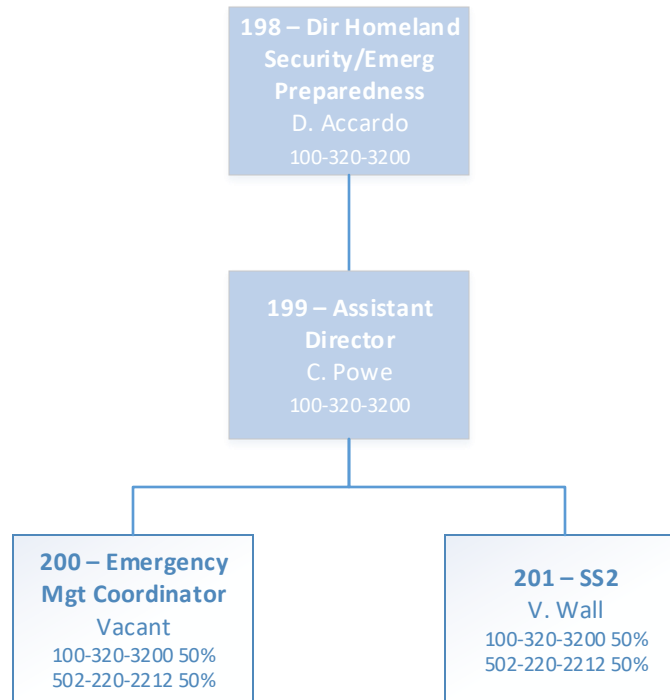 198 – Dir Homeland
Security/Emerg
Preparedness
D. Accardo
100-320-3200
199 – Assistant
Director
C. Powe
100-320-3200
200 – Emergency
Mgt Coordinator
Vacant
100-320-3200 50%
502-220-2212 50%
201 – SS2
V. Wall
100-320-3200 50%
502-220-2212 50%